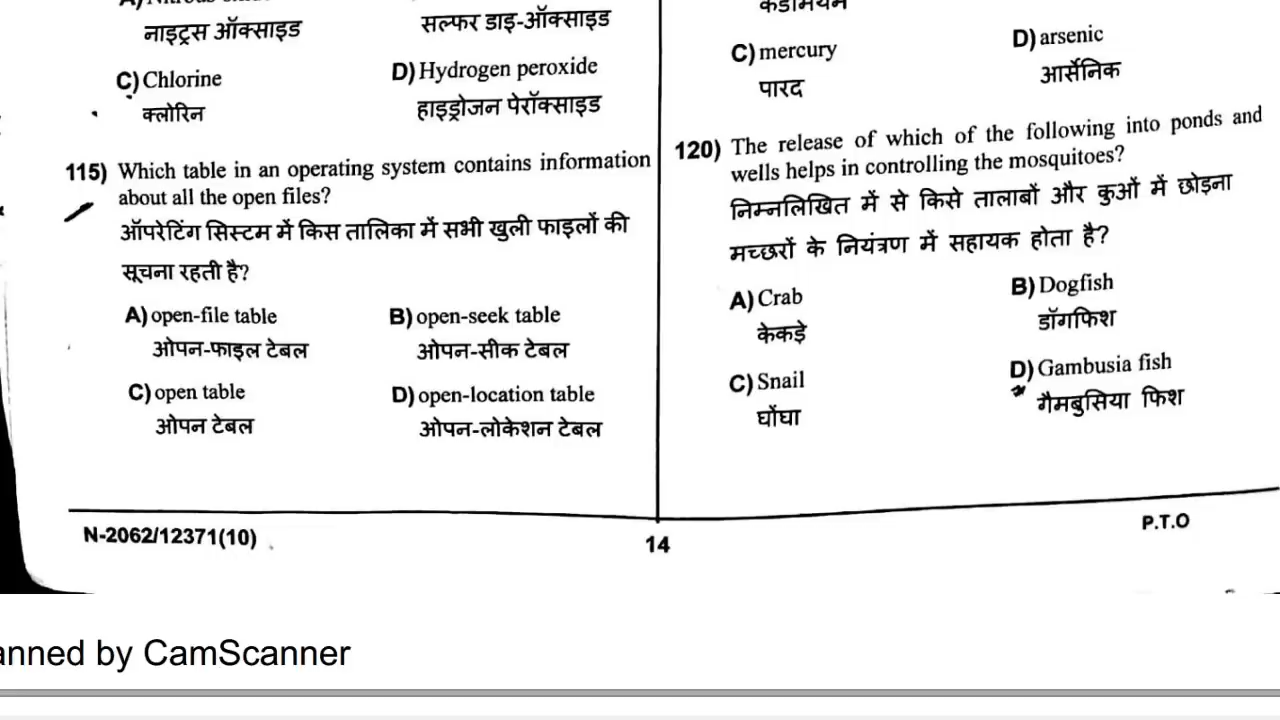 नाइट्रस ऑक्साइड
सल्फर डाइ-ऑक्साइड
C) Chlorine
क्लोरिन
D) Hydrogen peroxide
हाइड्रोजन पेरॉक्साइड
115) Which table in an operating system contains information
about all the open files?
ऑपरेटिंग सिस्टम में किस तालिका में सभी खुली फाइलों की
सूचना रहती है?
A) open-file table
ओपन-फाइल टेबल
B) open-seek table
ओपन-सीक टेबल
C) open table
ओपन टेबल
D) open-location table
ओपन-लोकेशन टेबल
C) mercury
पारद
D) arsenic
आर्सेनिक
120) The release of which of the following into ponds and
wells helps in controlling the mosquitoes?
निम्नलिखित में से किसे तालाबों और कुओं में छोड़ना
मच्छरों के नियंत्रण में सहायक होता है?
A) Crab
केकड़े
B) Dogfish
डॉगफिश
C) Snail
घोंघा
D) Gambusia fish
गैमबुसिया फिश
N-2062/12371(10)
14
P.T.O
anned by CamScanner